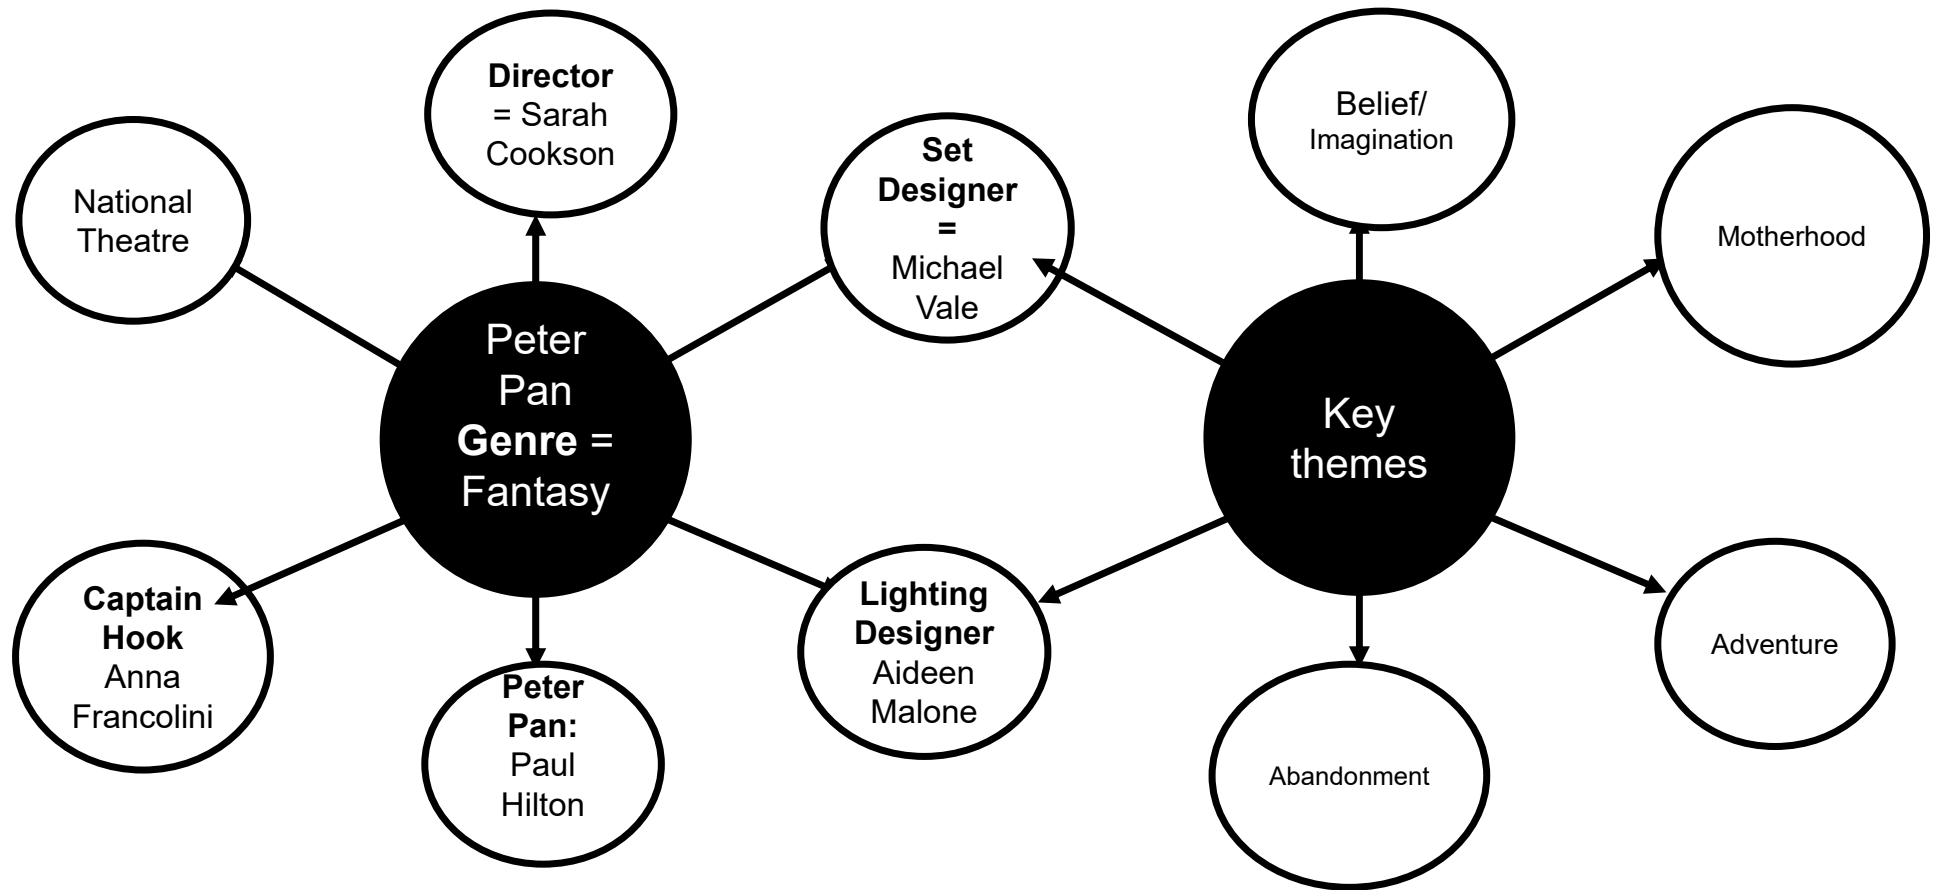 Director
= Sarah
Cookson
National
Theatre
Set
Designer
=
Michael
Vale
Peter
Pan
Genre =
Fantasy
Captain
Hook
Anna
Francolini
Peter
Pan:
Paul
Hilton
Lighting
Designer
Aideen
Malone
Belief/
Imagination
Motherhood
Key
themes
Adventure
Abandonment